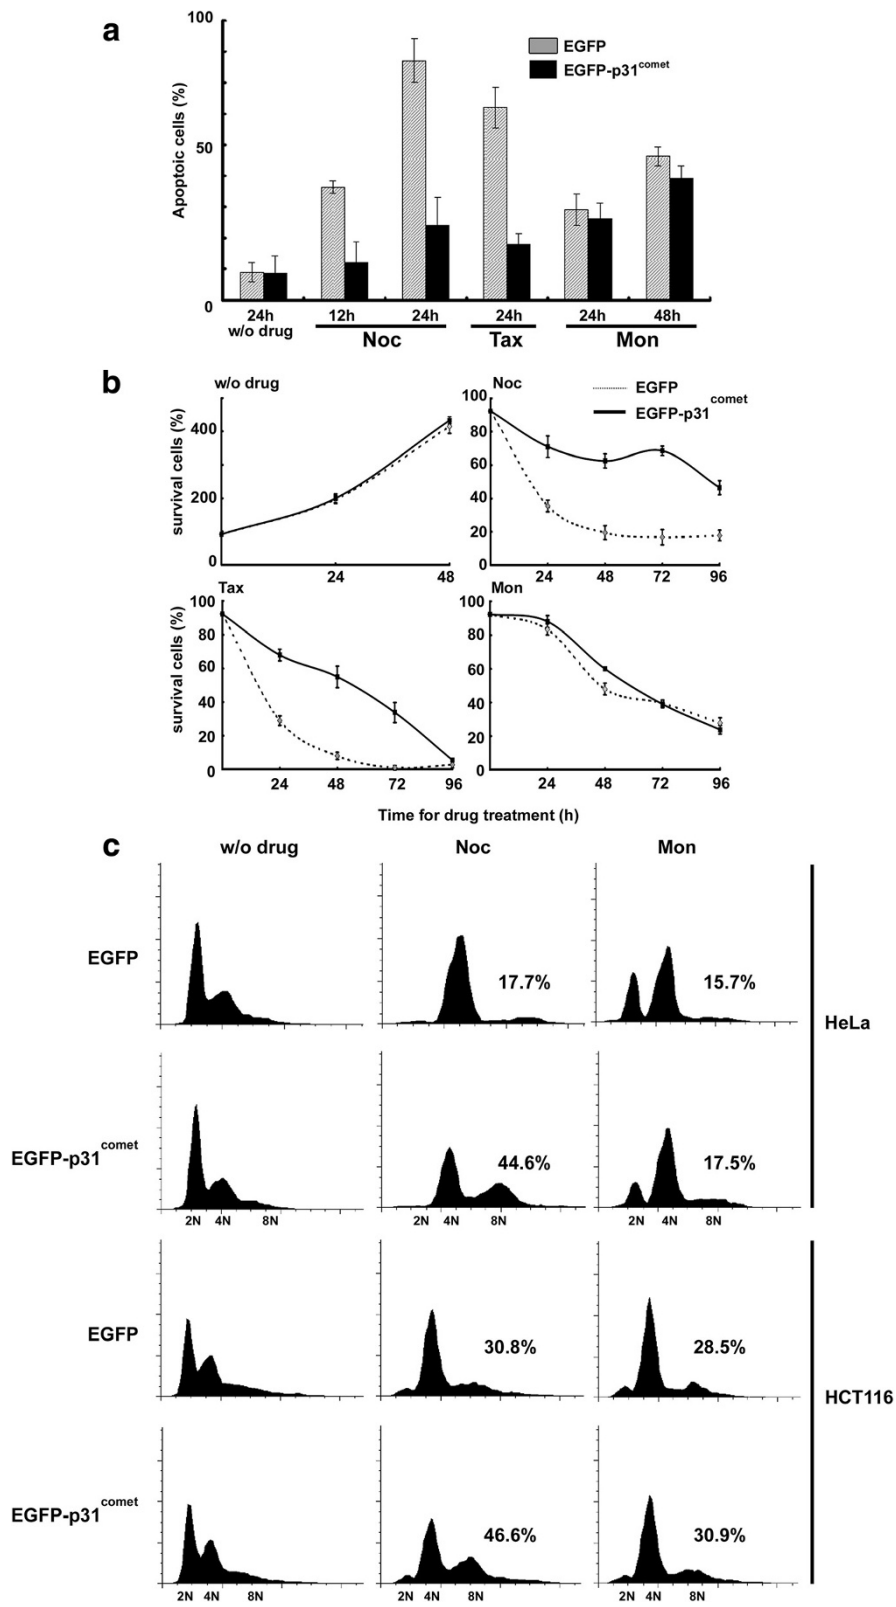 a
100
50
0
Apoptoic cells (%)
EGFP
EGFP-p31comet
24h 12h 24h 24h 24h 48h
w/o drug
Noc Tax Mon
b
w/o drug
400
200
0
24 48
survival cells (%)
Noc
EGFP
EGFP-p31comet
100
80
60
40
20
0
24 48 72 96
Tax
100
80
60
40
20
0
24 48 72 96
survival cells (%)
Mon
100
80
60
40
20
0
24 48 72 96
Time for drug treatment (h)
c
w/o drug Noc Mon
EGFP
17.7% 15.7%
HeLa
EGFP-p31comet
44.6% 17.5%
2N 4N 8N 2N 4N 8N 2N 4N 8N
EGFP
30.8% 28.5%
HCT116
EGFP-p31comet
46.6% 30.9%
2N 4N 8N 2N 4N 8N 2N 4N 8N